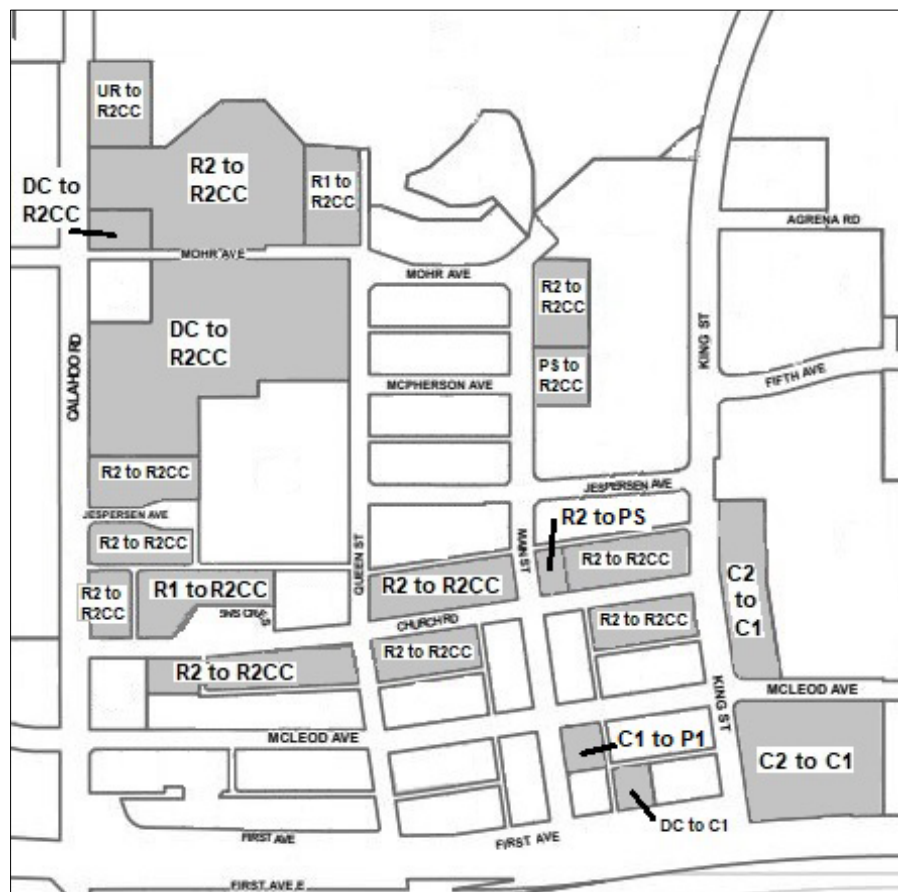 UR to
R2CC
R2 to
R2CC
R1 to
R2CC
DC to
R2CC
AGRENA RD
MOHR AVE
MOHR AVE
R2 to
R2CC
DC to
R2CC
KING ST
CALAHOO RD
PS to
R2CC
MCPHERSON AVE
FIFTH AVE
R2 to R2CC
JESPERSEN AVE
JESPERSEN AVE
R2 to PS
R2 to R2CC
MAIN ST
QUEEN ST
R2 to R2CC
R2 to
R2CC
R1 to R2CC
R2 to R2CC
C2
to
C1
CHURCH RD
R2 to R2CC
R2 to R2CC
R2 to R2CC
KING ST
MCLEOD AVE
MCLEOD AVE
C1 to P1
C2 to C1
DC to C1
FIRST AVE
FIRST AVE
FIRST AVE E